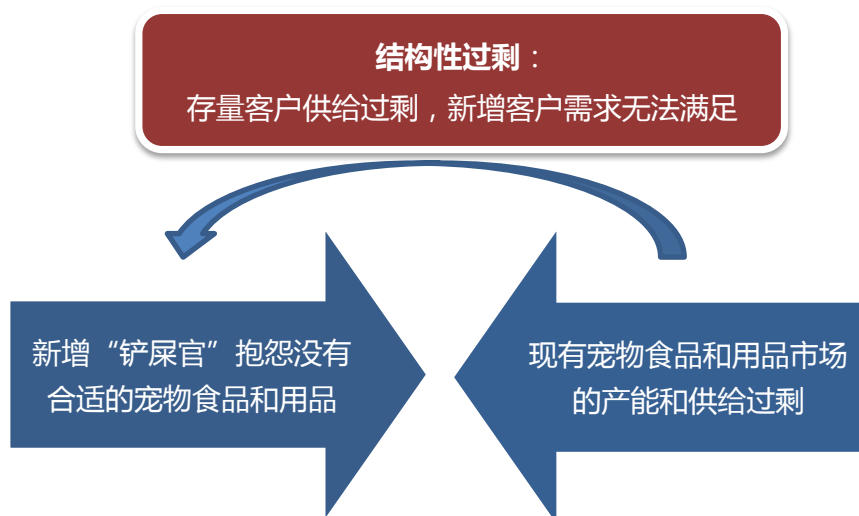 结构性过剩：
存量客户供给过剩，新增客户需求无法满足
新增“铲屎官”抱怨没有
合适的宠物食品和用品
现有宠物食品和用品市场
的产能和供给过剩